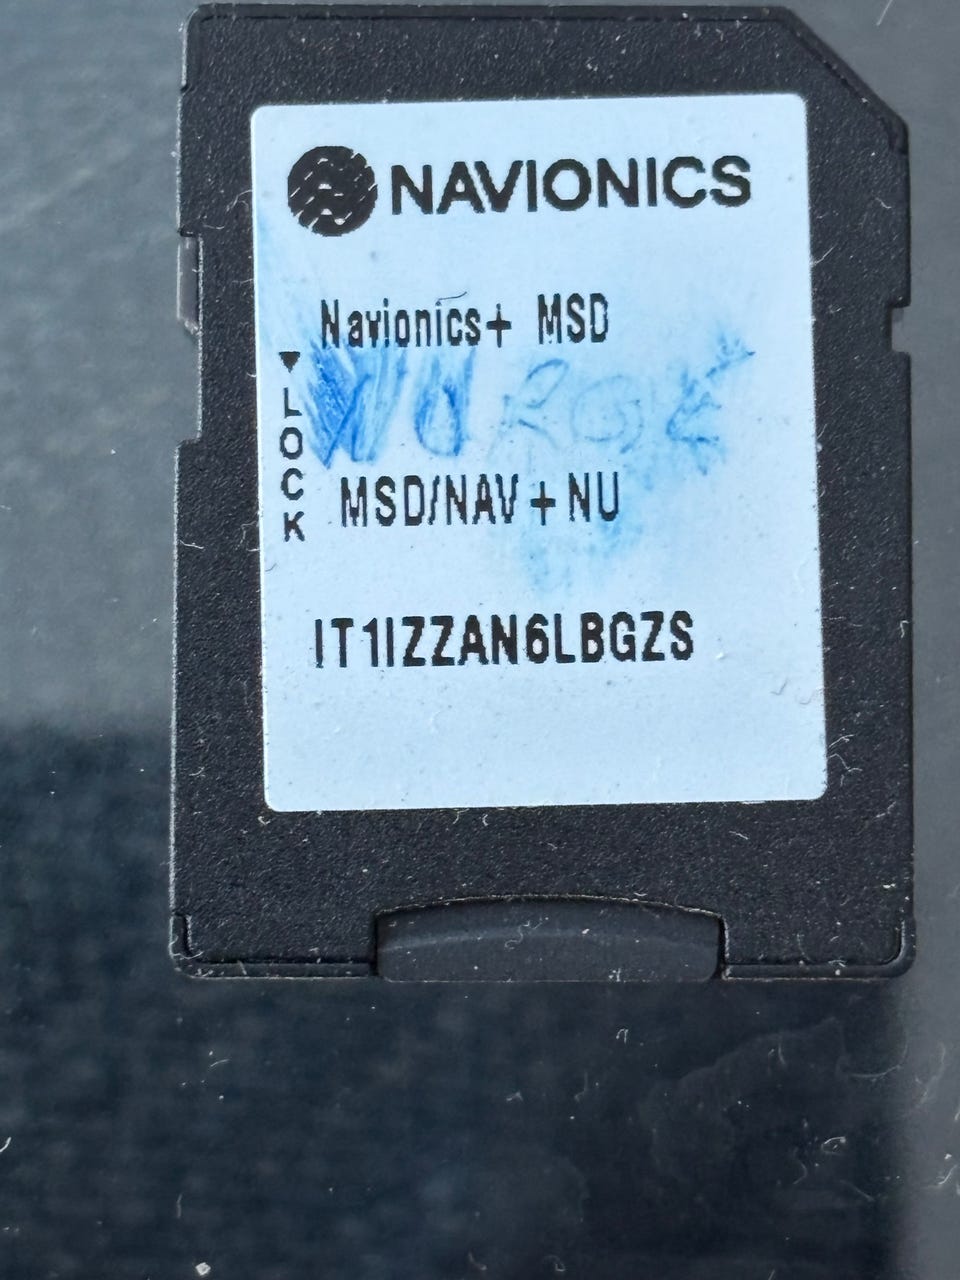 NAVIONICS
Navionics+ MSD
LOCK
MSD/NAV+NU
IT1IZZAN6LBGZS